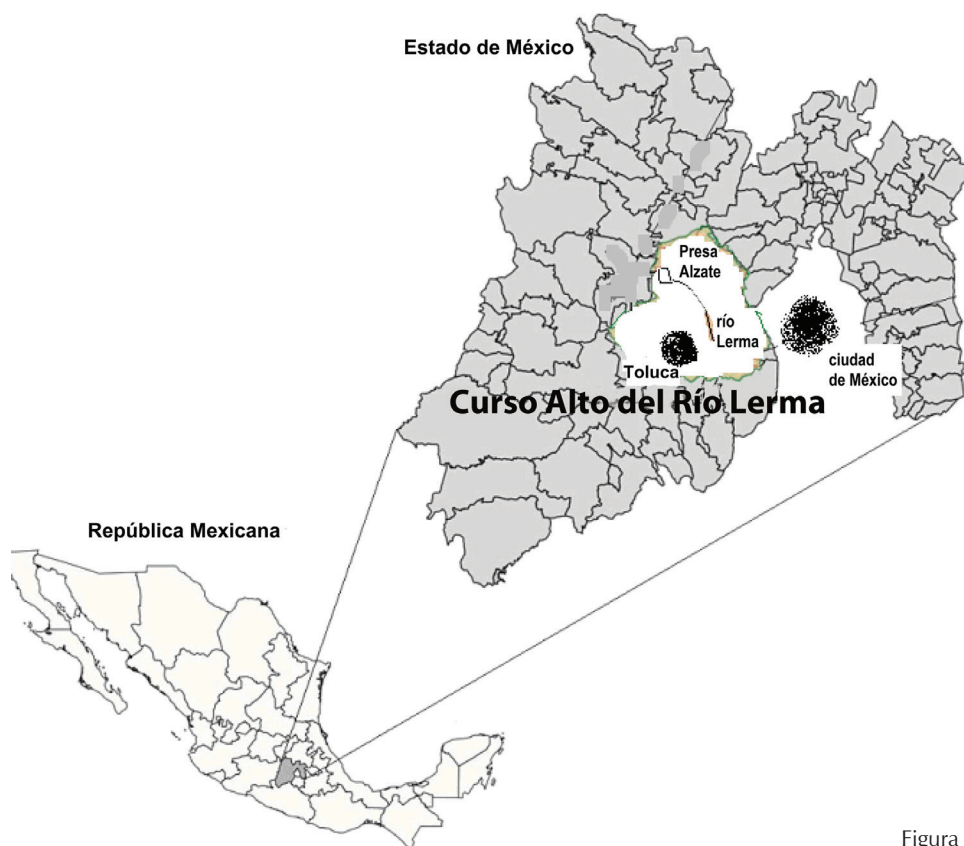 Estado de México
Presa
Alzate
río
Lerma
Toluca
ciudad
de México
Curso Alto del Río Lerma
República Mexicana
Figura